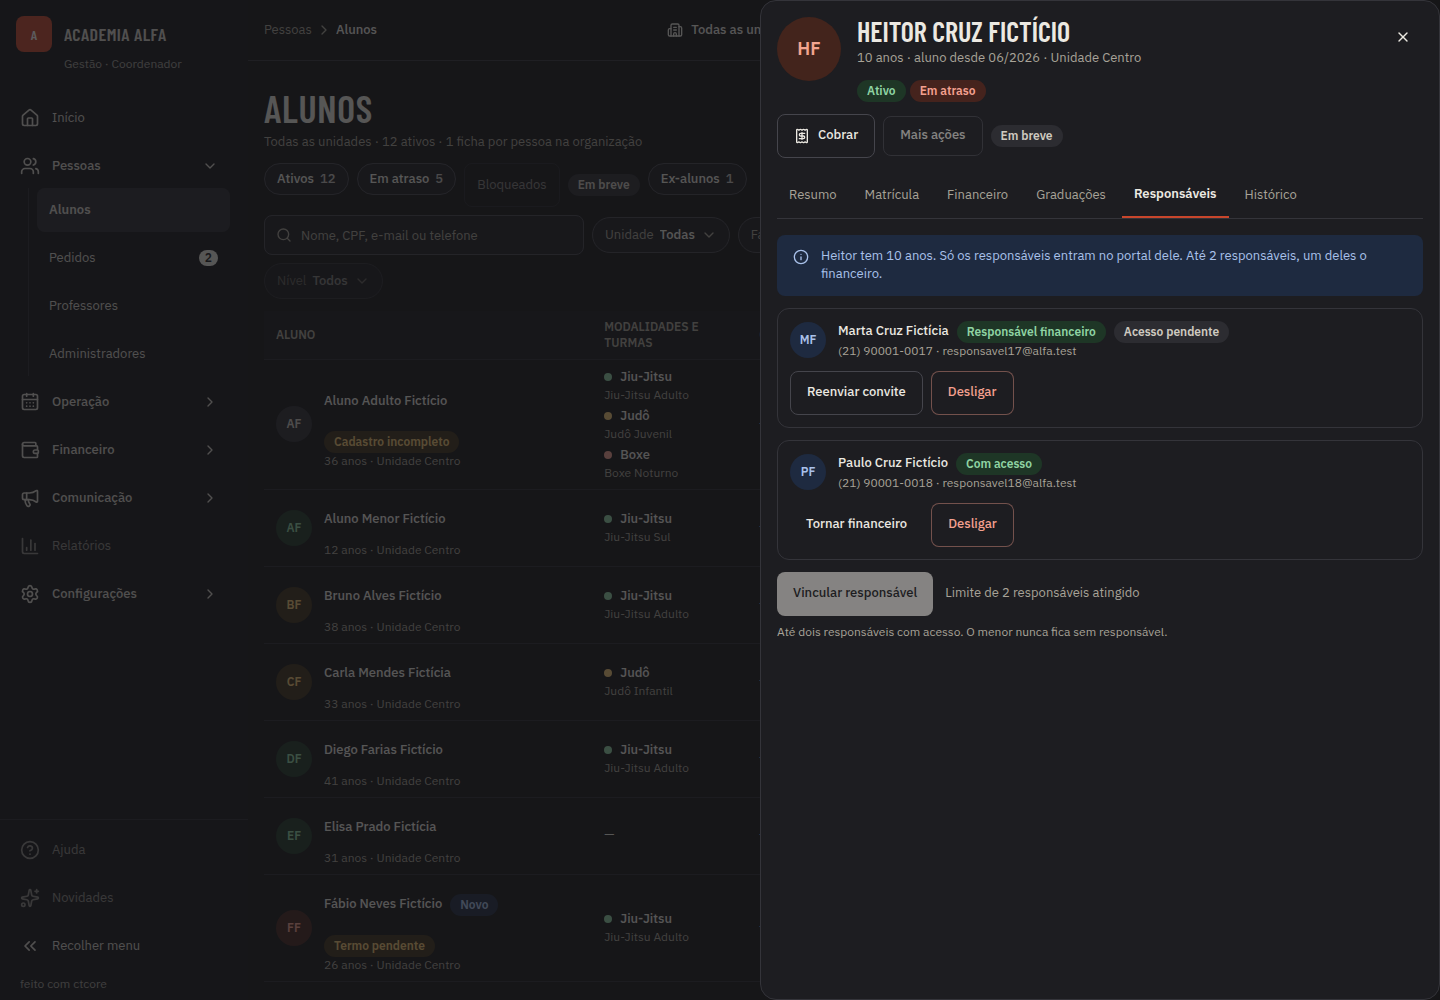 A
ACADEMIA ALFA
Gestão · Coordenador
Início
Pessoas
Alunos
Pedidos 2
Professores
Administradores
Operação
Financeiro
Comunicação
Relatórios
Configurações
Ajuda
Novidades
Recolher menu
feito com ctcore
Pessoas Alunos
Todas as un
ALUNOS
Todas as unidades · 12 ativos · 1 ficha por pessoa na organização
Ativos 12 Em atraso 5 Bloqueados Em breve Ex-alunos 1
Nome, CPF, e-mail ou telefone
Unidade Todas
Nível Todos
ALUNO
MODALIDADES E
TURMAS
AF
Aluno Adulto Fictício
Cadastro incompleto
36 anos · Unidade Centro
Jiu-Jitsu
Jiu-Jitsu Adulto
Judô
Judô Juvenil
Boxe
Boxe Noturno
AF
Aluno Menor Fictício
12 anos · Unidade Centro
Jiu-Jitsu
Jiu-Jitsu Sul
BF
Bruno Alves Fictício
38 anos · Unidade Centro
Jiu-Jitsu
Jiu-Jitsu Adulto
CF
Carla Mendes Fictícia
33 anos · Unidade Centro
Judô
Judô Infantil
DF
Diego Farias Fictício
41 anos · Unidade Centro
Jiu-Jitsu
Jiu-Jitsu Adulto
EF
Elisa Prado Fictícia
31 anos · Unidade Centro
—
FF
Fábio Neves Fictício Novo
Termo pendente
26 anos · Unidade Centro
Jiu-Jitsu
Jiu-Jitsu Adulto
HF
HEITOR CRUZ FICTÍCIO
10 anos · aluno desde 06/2026 · Unidade Centro
Ativo Em atraso
Cobrar Mais ações Em breve
Resumo Matrícula Financeiro Graduações Responsáveis Histórico
Heitor tem 10 anos. Só os responsáveis entram no portal dele. Até 2 responsáveis, um deles o
financeiro.
MF
Marta Cruz Fictícia Responsável financeiro Acesso pendente
(21) 90001-0017 · responsavel17@alfa.test
Reenviar convite Desligar
PF
Paulo Cruz Fictício Com acesso
(21) 90001-0018 · responsavel18@alfa.test
Tornar financeiro Desligar
Vincular responsável Limite de 2 responsáveis atingido
Até dois responsáveis com acesso. O menor nunca fica sem responsável.